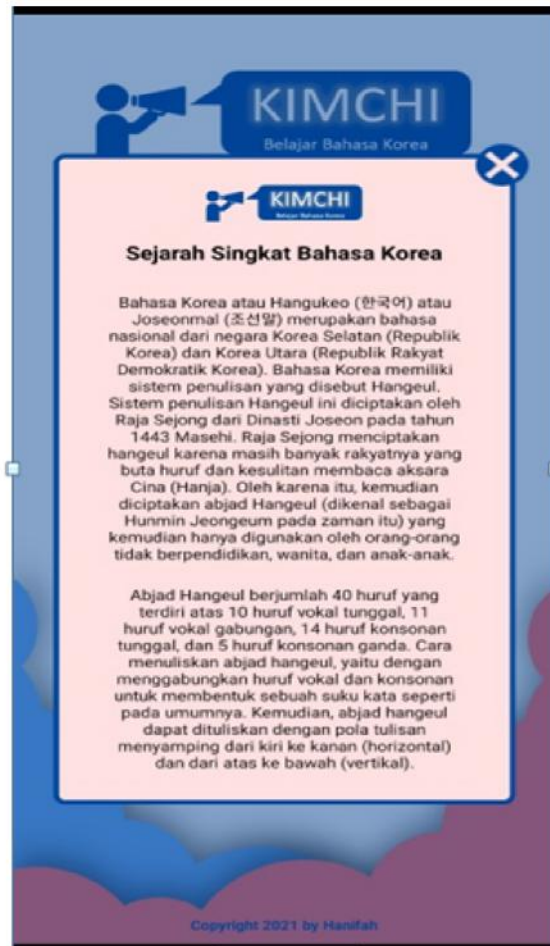 KIMCHI
Belajar Bahasa Korea
KIMCHI
Belajar Bahasa Korea
Sejarah Singkat Bahasa Korea
Bahasa Korea atau Hangukeo (한국어) atau
Joseonmal (조선말) merupakan bahasa
nasional dari negara Korea Selatan (Republik
Korea) dan Korea Utara (Republik Rakyat
Demokratik Korea). Bahasa Korea memiliki
sistem penulisan yang disebut Hangeul.
Sistem penulisan Hangeul ini diciptakan oleh
Raja Sejong dari Dinasti Joseon pada tahun
1443 Masehi. Raja Sejong menciptakan
hangeul karena masih banyak rakyatnya yang
buta huruf dan kesulitan membaca aksara
Cina (Hanja). Oleh karena itu, kemudian
diciptakan abjad Hangeul (dikenal sebagai
Hunmin Jeongeum pada zaman itu) yang
kemudian hanya digunakan oleh orang-orang
tidak berpendidikan, wanita, dan anak-anak.
Abjad Hangeul berjumlah 40 huruf yang
terdiri atas 10 huruf vokal tunggal, 11
huruf vokal gabungan, 14 huruf konsonan
tunggal, dan 5 huruf konsonan ganda. Cara
menuliskan abjad hangeul, yaitu dengan
menggabungkan huruf vokal dan konsonan
untuk membentuk sebuah suku kata seperti
pada umumnya. Kemudian, abjad hangeul
dapat dituliskan dengan pola tulisan
menyamping dari kiri ke kanan (horizontal)
dan dari atas ke bawah (vertikal).
Copyright 2021 by Hanifah